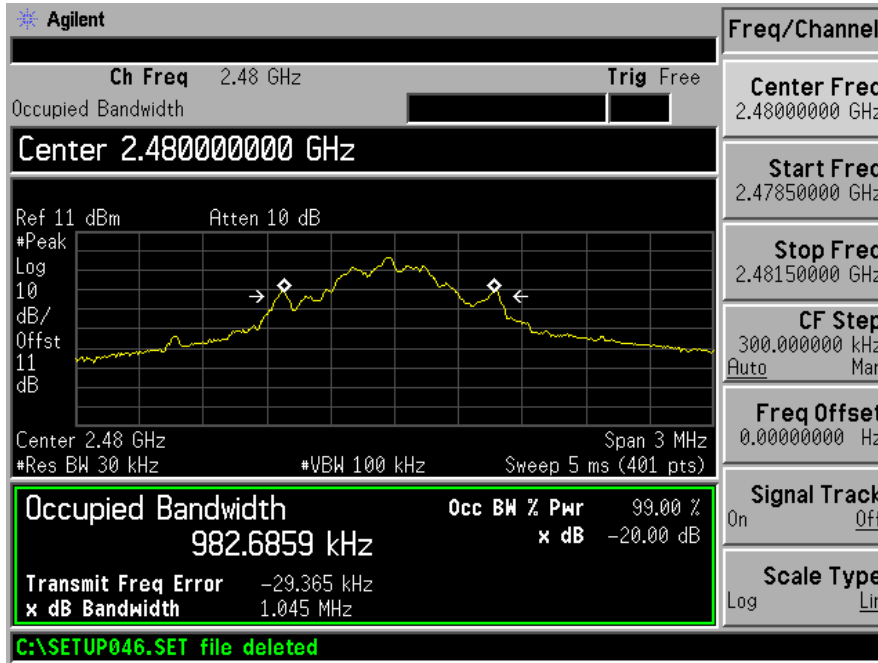 Agilent
Ch Freq 2.48 GHz Trig Free
Occupied Bandwidth
Center 2.480000000 GHz
Ref 11 dBm Atten 10 dB
#Peak
Log
10
dB/
Offst
11
dB
Center 2.48 GHz Span 3 MHz
#Res BW 30 kHz #VBW 100 kHz Sweep 5 ms (401 pts)
Occupied Bandwidth Occ BW % Pwr 99.00 %
982.6859 kHz x dB -20.00 dB
Transmit Freq Error -29.365 kHz
x dB Bandwidth 1.045 MHz
C:\SETUP046.SET file deleted
Freq/Channel
Center Freq
2.48000000 GHz
Start Freq
2.47850000 GHz
Stop Freq
2.48150000 GHz
CF Step
300.000000 kHz
Auto Man
Freq Offset
0.00000000 Hz
Signal Track
On Off
Scale Type
Log Lin